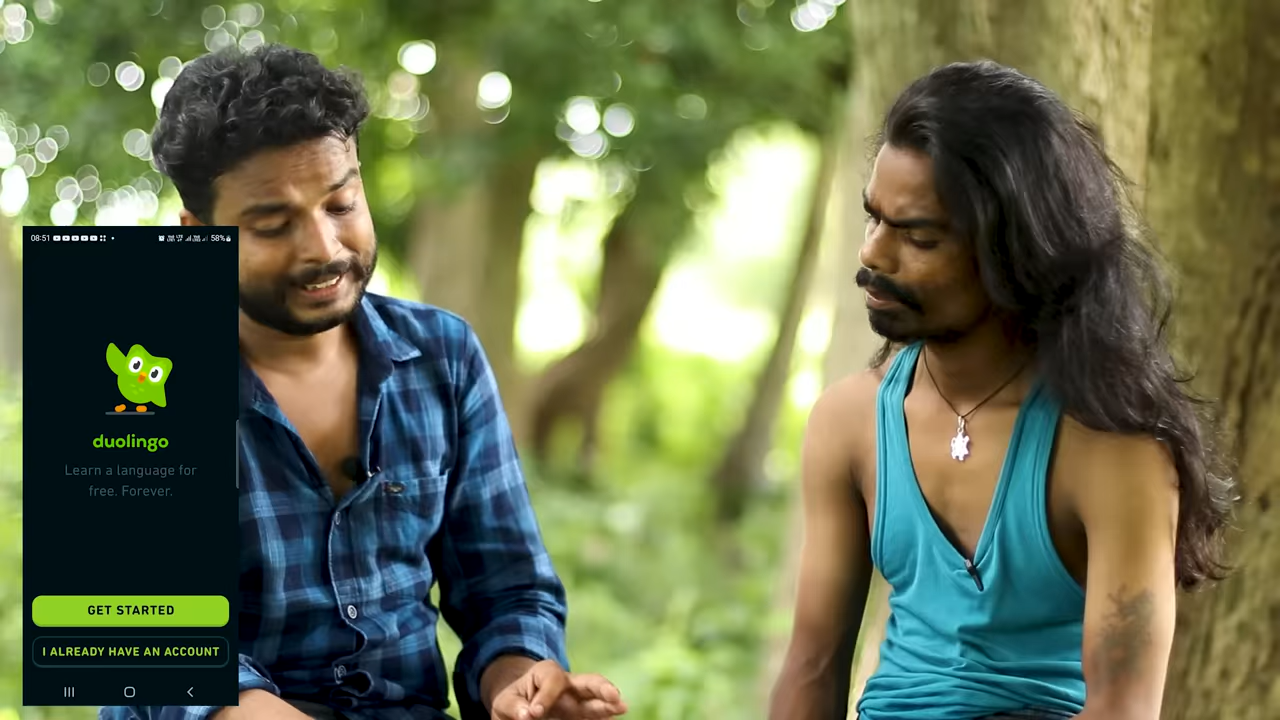 08:51
58%
duolingo
Learn a language for
free. Forever.
GET STARTED
I ALREADY HAVE AN ACCOUNT